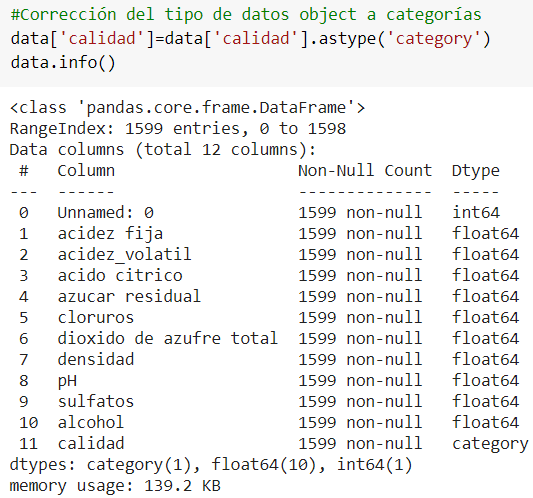 #Corrección del tipo de datos object a categorías
data['calidad']=data['calidad'].astype('category')
data.info()
<class 'pandas.core.frame.DataFrame'>
RangeIndex: 1599 entries, 0 to 1598
Data columns (total 12 columns):
 #   Column                   Non-Null Count  Dtype
---  ------                   --------------  -----
 0   Unnamed: 0               1599 non-null   int64
 1   acidez fija              1599 non-null   float64
 2   acidez_volatil           1599 non-null   float64
 3   acido citrico            1599 non-null   float64
 4   azucar residual          1599 non-null   float64
 5   cloruros                 1599 non-null   float64
 6   dioxido de azufre total  1599 non-null   float64
 7   densidad                 1599 non-null   float64
 8   pH                       1599 non-null   float64
 9   sulfatos                 1599 non-null   float64
 10  alcohol                  1599 non-null   float64
 11  calidad                  1599 non-null   category
dtypes: category(1), float64(10), int64(1)
memory usage: 139.2 KB